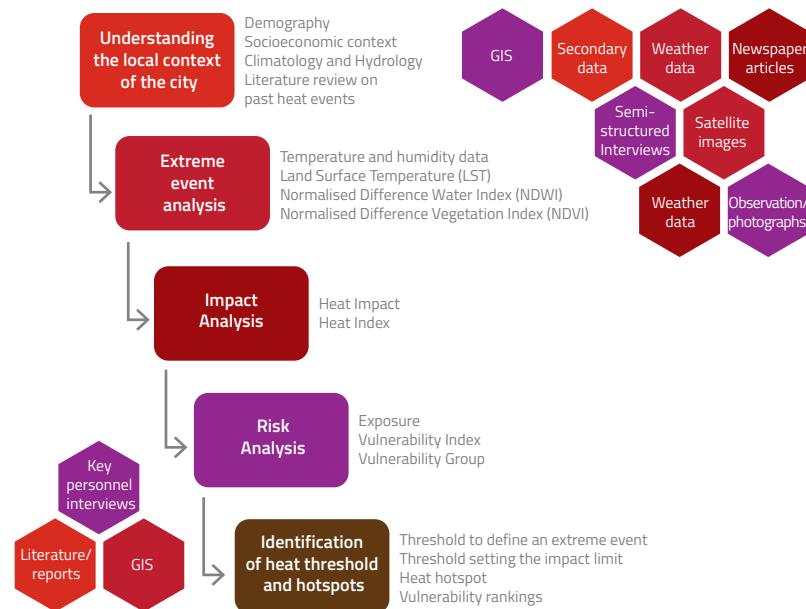 Understanding
the local context
of the city
Demography
Socioeconomic context
Climatology and Hydrology
Literature review on
past heat events
GIS
Secondary
data
Weather
data
Newspaper
articles
Semi-
structured
Interviews
Satellite
images
Weather
data
Observation/
photographs
Extreme
event
analysis
Temperature and humidity data
Land Surface Temperature (LST)
Normalised Difference Water Index (NDWI)
Normalised Difference Vegetation Index (NDVI)
Impact
Analysis
Heat Impact
Heat Index
Risk
Analysis
Exposure
Vulnerability Index
Vulnerability Group
Key
personnel
interviews
Literature/
reports
GIS
Identification
of heat threshold
and hotspots
Threshold to define an extreme event
Threshold setting the impact limit
Heat hotspot
Vulnerability rankings